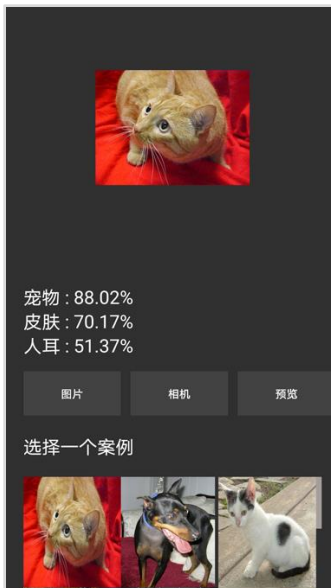 宠物 : 88.02%
皮肤 : 70.17%
人耳 : 51.37%
图片 相机 预览
选择一个案例